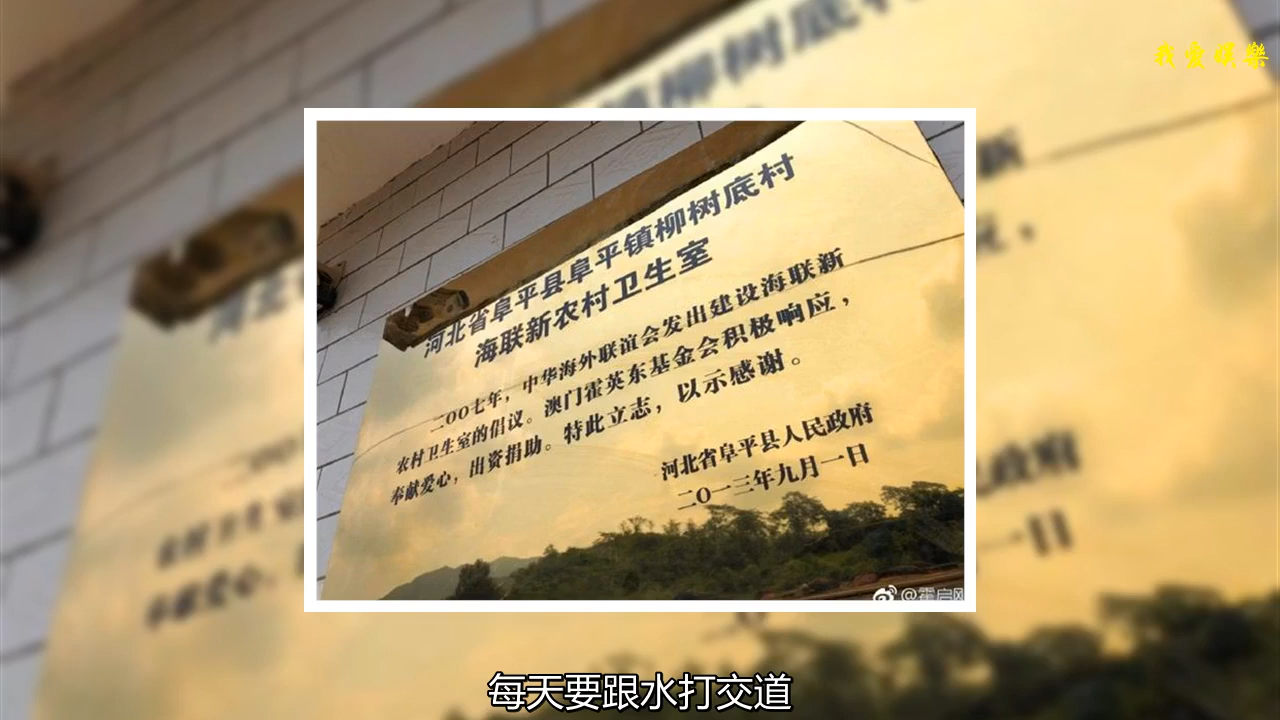 我爱娱樂
河北省阜平县阜平镇柳树底村
海联新农村卫生室
二〇〇七年，中华海外联谊会发出建设海联新
农村卫生室的倡议。澳门霍英东基金会积极响应，
奉献爱心，出资捐助。特此立志，以示感谢。
河北省阜平县人民政府
二〇一三年九月一日
@霍启刚
每天要跟水打交道